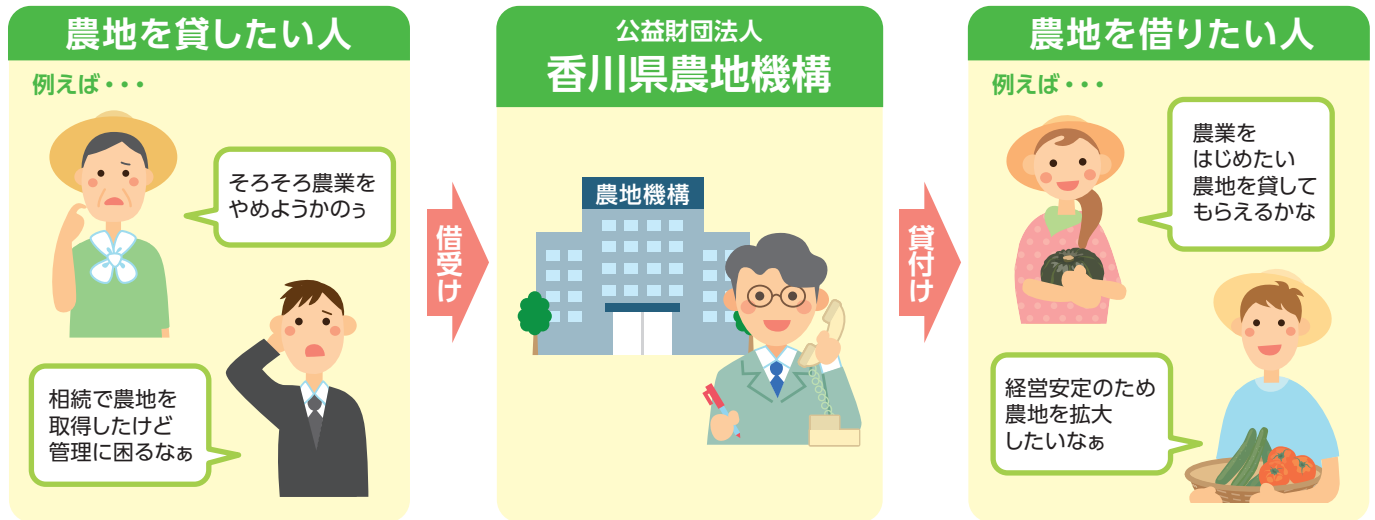 農地を貸したい人
例えば・・・
そろそろ農業を
やめようかのぅ
相続で農地を
取得したけど
管理に困るなぁ
借受け
公益財団法人
香川県農地機構
農地機構
貸付け
農地を借りたい人
例えば・・・
農業を
はじめたい
農地を貸して
もらえるかな
経営安定のため
農地を拡大
したいなぁ